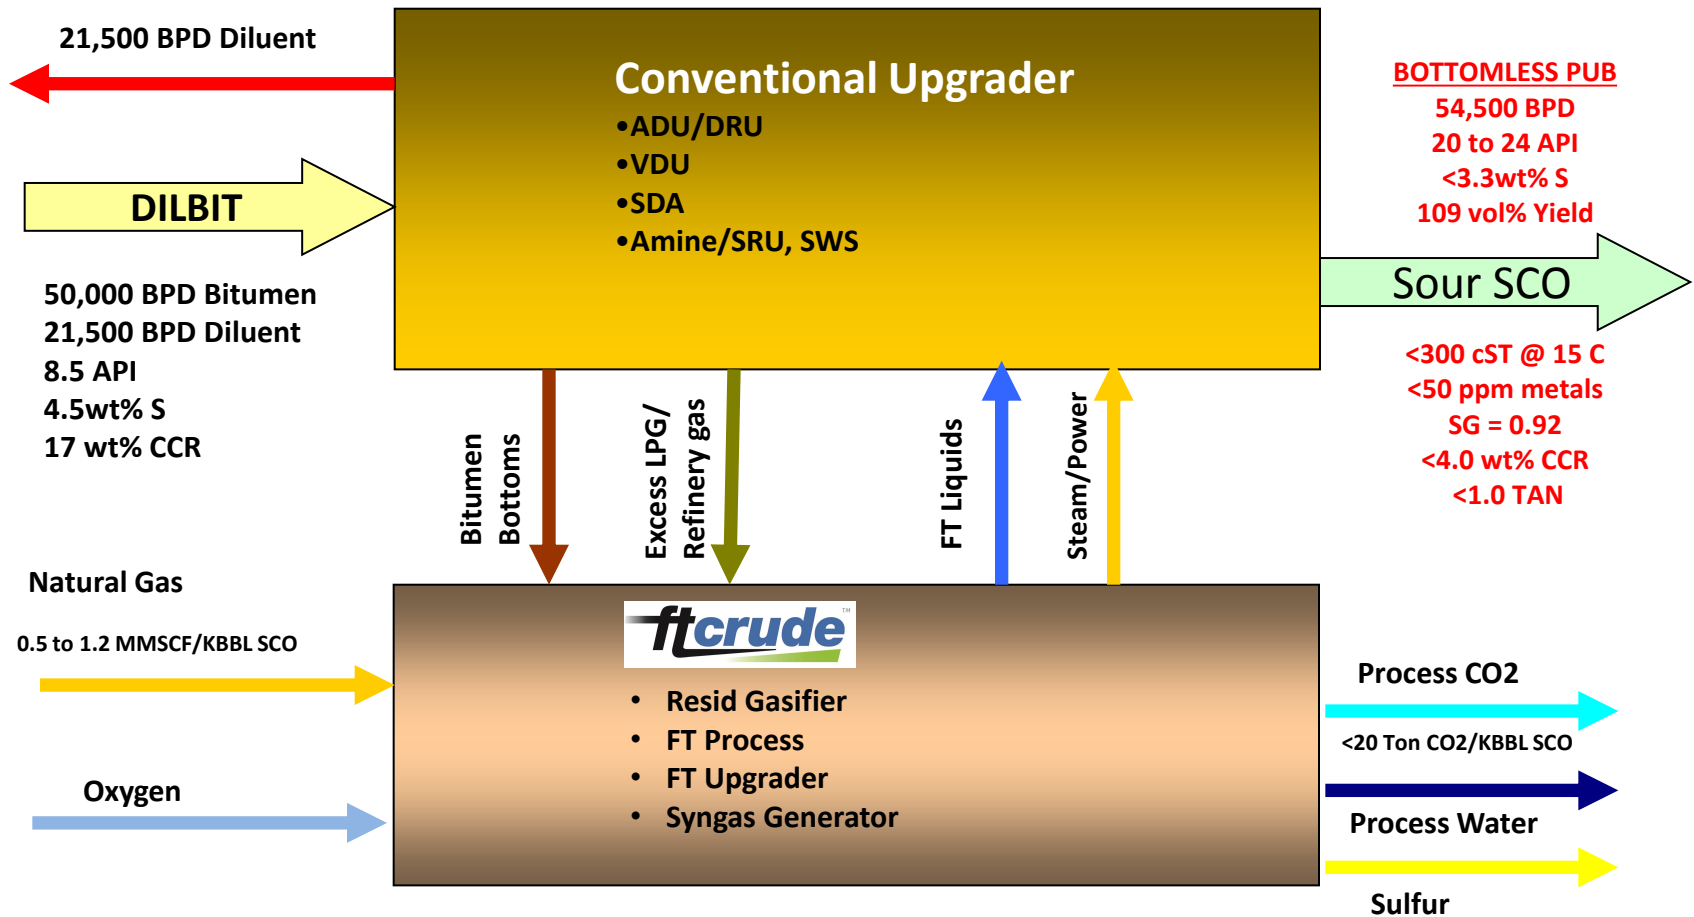 21,500 BPD Diluent
DILBIT
50,000 BPD Bitumen
21,500 BPD Diluent
8.5 API
4.5wt% S
17 wt% CCR
Conventional Upgrader
•ADU/DRU
•VDU
•SDA
•Amine/SRU, SWS
BOTTOMLESS PUB
54,500 BPD
20 to 24 API
<3.3wt% S
109 vol% Yield
Sour SCO
<300 cST @ 15 C
<50 ppm metals
SG = 0.92
<4.0 wt% CCR
<1.0 TAN
Bitumen
Bottoms
Excess LPG/
Refinery gas
FT Liquids
Steam/Power
Natural Gas
0.5 to 1.2 MMSCF/KBBL SCO
Oxygen
ftcrude™
• Resid Gasifier
• FT Process
• FT Upgrader
• Syngas Generator
Process CO2
<20 Ton CO2/KBBL SCO
Process Water
Sulfur